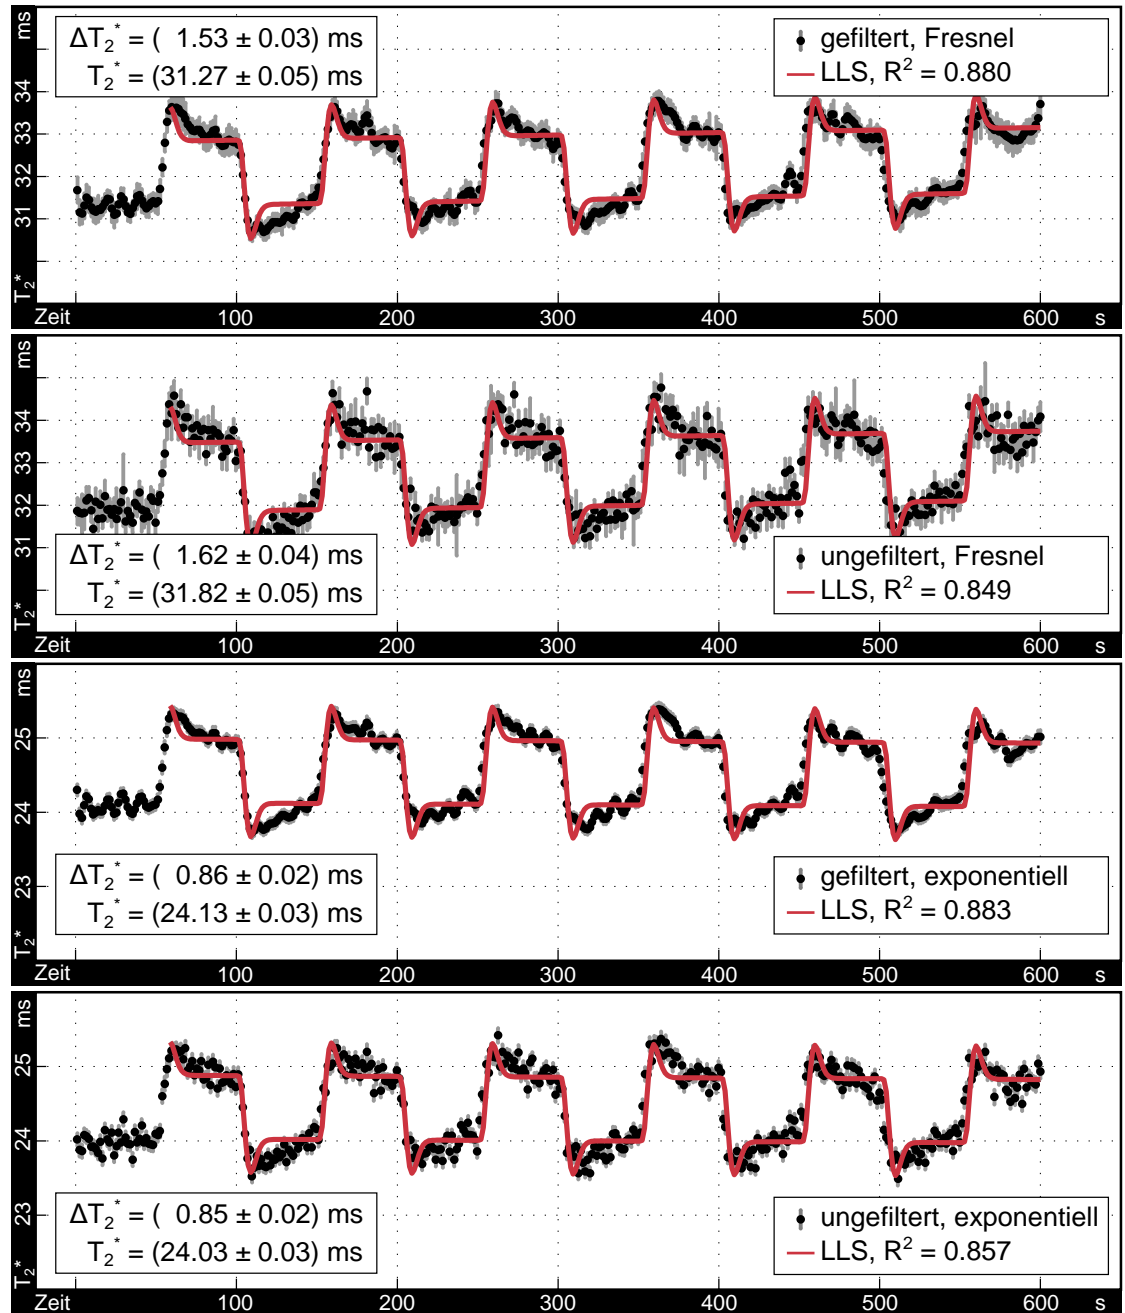 ms
34
33
32
31
T₂*
ΔT₂* = ( 1.53 ± 0.03) ms
T₂* = (31.27 ± 0.05) ms
gefiltert, Fresnel
LLS, R² = 0.880
Zeit 100 200 300 400 500 600 s
ms
34
33
32
31
T₂*
ΔT₂* = ( 1.62 ± 0.04) ms
T₂* = (31.82 ± 0.05) ms
ungefiltert, Fresnel
LLS, R² = 0.849
Zeit 100 200 300 400 500 600 s
ms
25
24
23
T₂*
ΔT₂* = ( 0.86 ± 0.02) ms
T₂* = (24.13 ± 0.03) ms
gefiltert, exponentiell
LLS, R² = 0.883
Zeit 100 200 300 400 500 600 s
ms
25
24
23
T₂*
ΔT₂* = ( 0.85 ± 0.02) ms
T₂* = (24.03 ± 0.03) ms
ungefiltert, exponentiell
LLS, R² = 0.857
Zeit 100 200 300 400 500 600 s